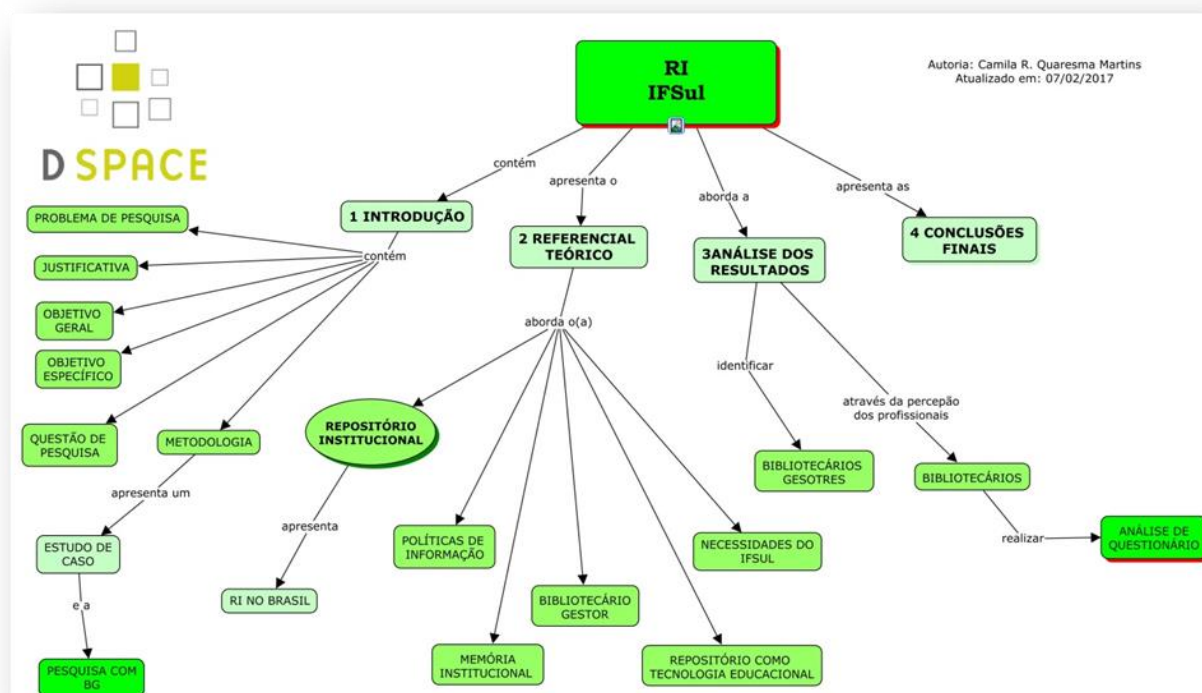 RI
IFSul
Autoria: Camila R. Quaresma Martins
Atualizado em: 07/02/2017
D SPACE
contém
apresenta o
aborda a
apresenta as
1 INTRODUÇÃO
2 REFERENCIAL
TEÓRICO
3ANÁLISE DOS
RESULTADOS
4 CONCLUSÕES
FINAIS
PROBLEMA DE PESQUISA
contém
JUSTIFICATIVA
OBJETIVO
GERAL
OBJETIVO
ESPECÍFICO
QUESTÃO DE
PESQUISA
METODOLOGIA
apresenta um
ESTUDO DE
CASO
e a
PESQUISA COM
BG
aborda o(a)
REPOSITÓRIO
INSTITUCIONAL
apresenta
RI NO BRASIL
POLÍTICAS DE
INFORMAÇÃO
MEMÓRIA
INSTITUCIONAL
BIBLIOTECÁRIO
GESTOR
REPOSITÓRIO COMO
TECNOLOGIA EDUCACIONAL
NECESSIDADES DO
IFSUL
identificar
BIBLIOTECÁRIOS
GESOTRES
através da percepão
dos profissionais
BIBLIOTECÁRIOS
realizar
ANÁLISE DE
QUESTIONÁRIO